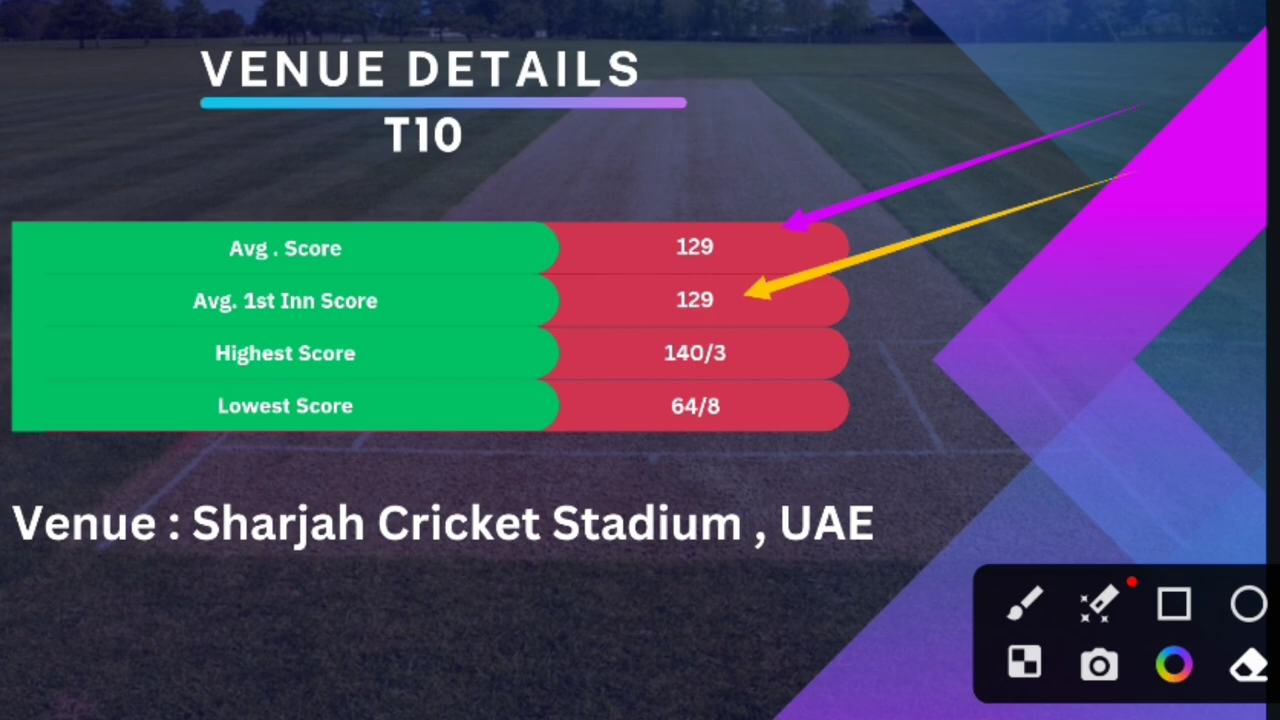 VENUE DETAILS
T10
Avg . Score 129
Avg. 1st Inn Score 129
Highest Score 140/3
Lowest Score 64/8
Venue : Sharjah Cricket Stadium , UAE